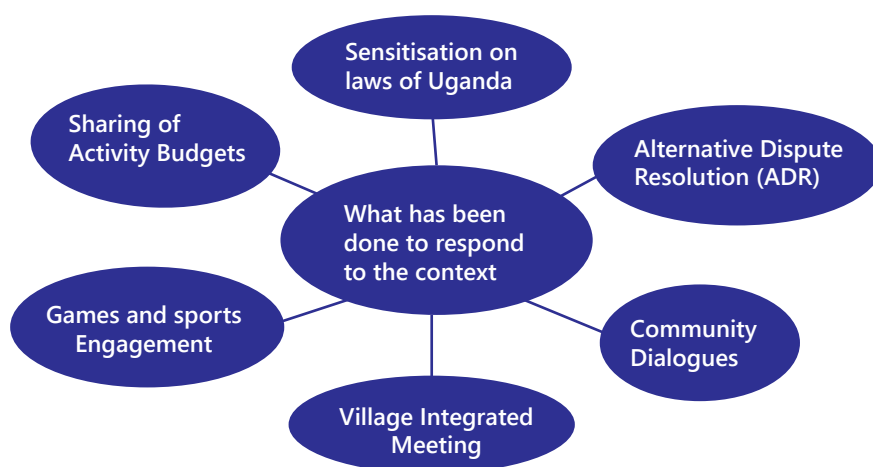 Sensitisation on
laws of Uganda
Sharing of
Activity Budgets
Alternative Dispute
Resolution (ADR)
What has been
done to respond
to the context
Games and sports
Engagement
Community
Dialogues
Village Integrated
Meeting